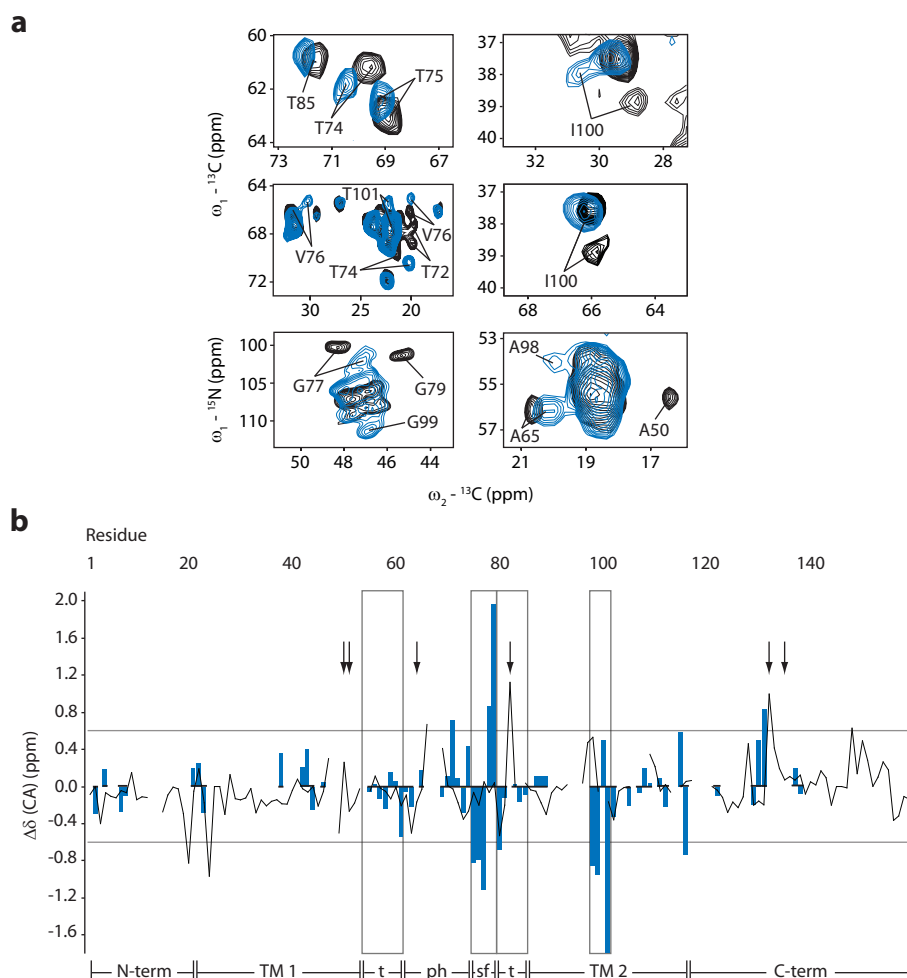 a
60
62
64
T85
T74
T75
73
71
69
67
37
38
39
40
I100
32
30
28
ω1 - 13C (ppm)
64
68
72
T101
V76
V76
T74
T72
30
25
20
37
38
39
40
I100
68
66
64
ω1 - 15N (ppm)
100
105
110
G77
G79
G99
50
48
46
44
53
55
57
A98
A65
A50
21
19
17
ω2 - 13C (ppm)
b
Residue
1 20 40 60 80 100 120 140
Δδ (CA) (ppm)
2.0
1.6
1.2
0.8
0.4
0.0
-0.4
-0.8
-1.2
-1.6
N-term TM 1 t ph sf t TM 2 C-term